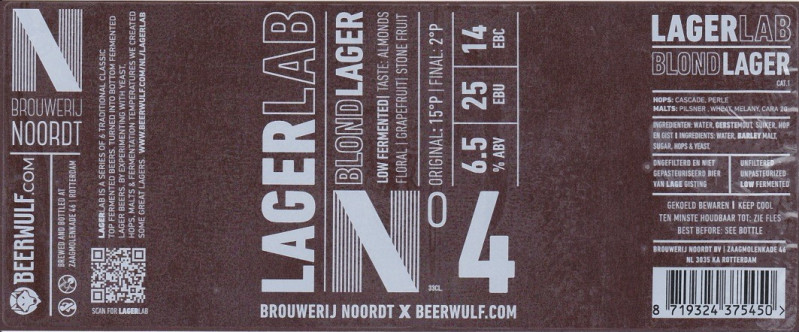 N
BROUWERIJ
NOORDT
BEERWULF.COM
BREWED AND BOTTLED AT
ZAAGMOLENKADE 46 | ROTTERDAM
LAGERLAB IS A SERIES OF 6 TRADITIONAL CLASSIC
TOP FERMENTED BEERS, TURNED INTO BOTTOM FERMENTED
LAGER BEERS. BY EXPERIMENTING WITH YEAST,
HOPS, MALTS & FERMENTATION TEMPERATURES WE CREATED
SOME GREAT LAGERS. WWW.BEERWULF.COM/NL/LAGERLAB
SCAN FOR LAGERLAB
LAGERLAB
BLONDLAGER
LOW FERMENTED TASTE: ALMONDS
FLORAL | GRAPEFRUIT | STONE FRUIT
ORIGINAL: 15°P | FINAL: 2°P
6.5 % ABV
25 EBU
14 EBC
No 4
33CL.
BROUWERIJ NOORDT X BEERWULF.COM
LAGERLAB
BLONDLAGER
CAT.1
HOPS: CASCADE, PERLE
MALTS: PILSNER, WHEAT, MELANY, CARA 20
INGREDIENTEN: WATER, GERSTEMOUT, SUIKER, HOP
EN GIST | INGREDIENTS: WATER, BARLEY MALT,
SUGAR, HOPS & YEAST.
ONGEFILTERD EN NIET
GEPASTEURISEERD BIER
VAN LAGE GISTING
UNFILTERED
UNPASTEURIZED
LOW FERMENTED
GEKOELD BEWAREN | KEEP COOL
TEN MINSTE HOUDBAAR TOT: ZIE FLES
BEST BEFORE: SEE BOTTLE
BROUWERIJ NOORDT BV | ZAAGMOLENKADE 46
NL 3035 KA ROTTERDAM
8 719324 375450 >